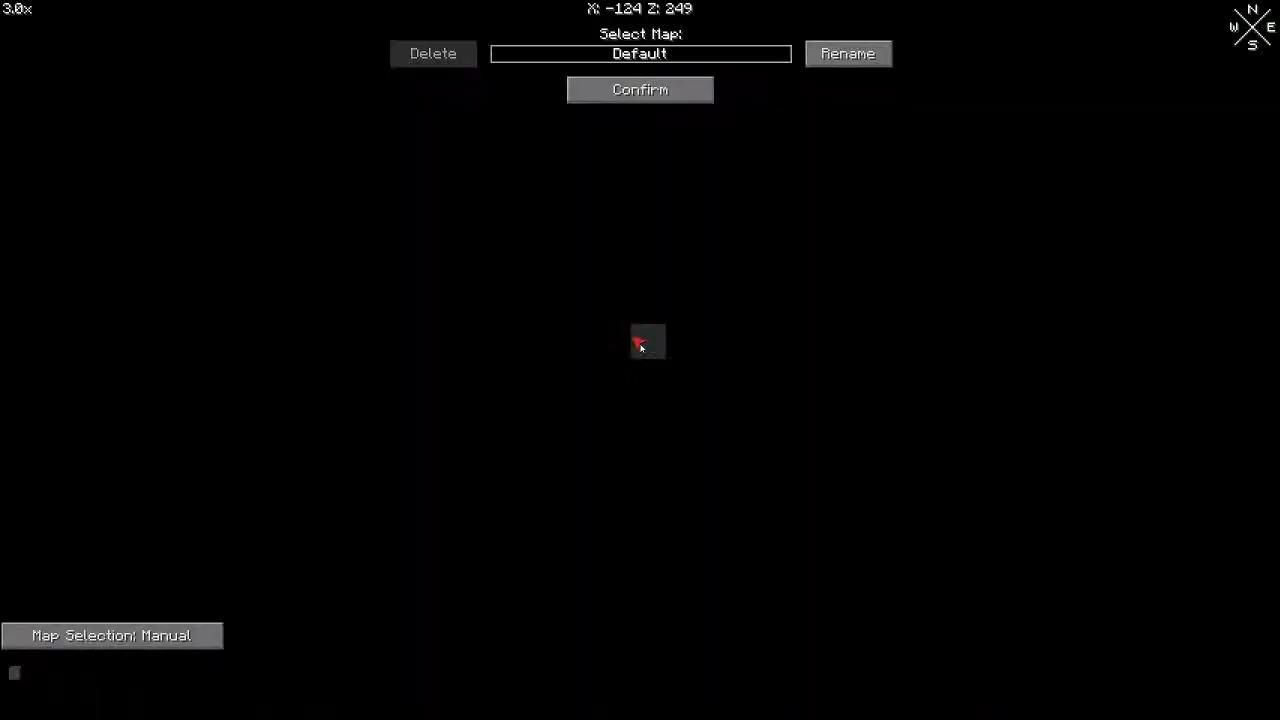 3.0x
X: -124 Z: 249
N
W E
S
Select Map:
Delete
Default
Rename
Confirm
Map Selection: Manual